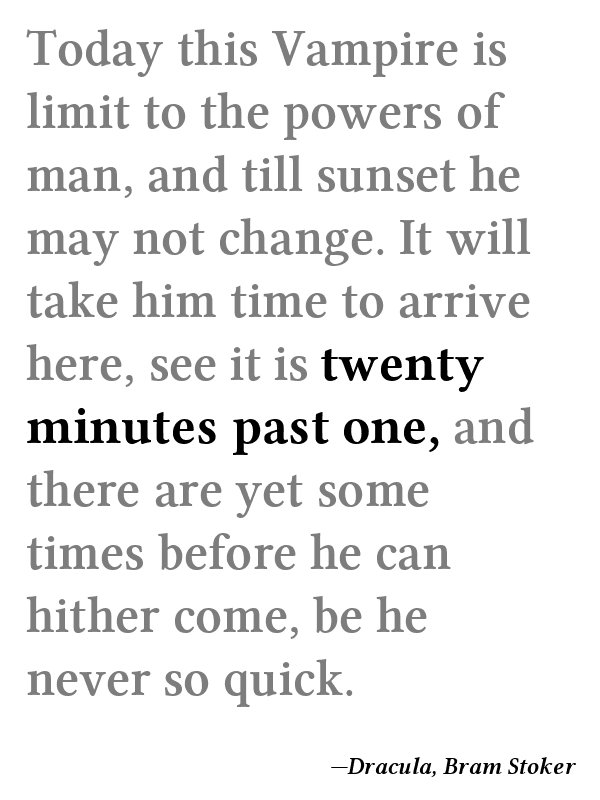 Today this Vampire is
limit to the powers of
man, and till sunset he
may not change. It will
take him time to arrive
here, see it is twenty
minutes past one, and
there are yet some
times before he can
hither come, be he
never so quick.
—Dracula, Bram Stoker